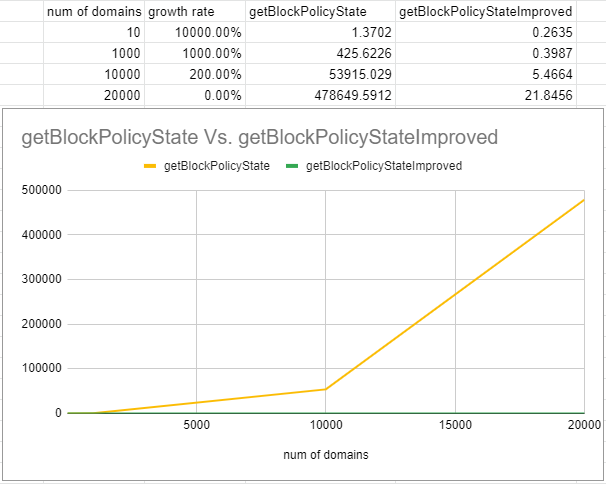 num of domains growth rate getBlockPolicyState getBlockPolicyStateImproved
10 10000.00% 1.3702 0.2635
1000 1000.00% 425.6226 0.3987
10000 200.00% 53915.029 5.4664
20000 0.00% 478649.5912 21.8456
getBlockPolicyState Vs. getBlockPolicyStateImproved
getBlockPolicyState getBlockPolicyStateImproved
500000
400000
300000
200000
100000
0
5000 10000 15000 20000
num of domains